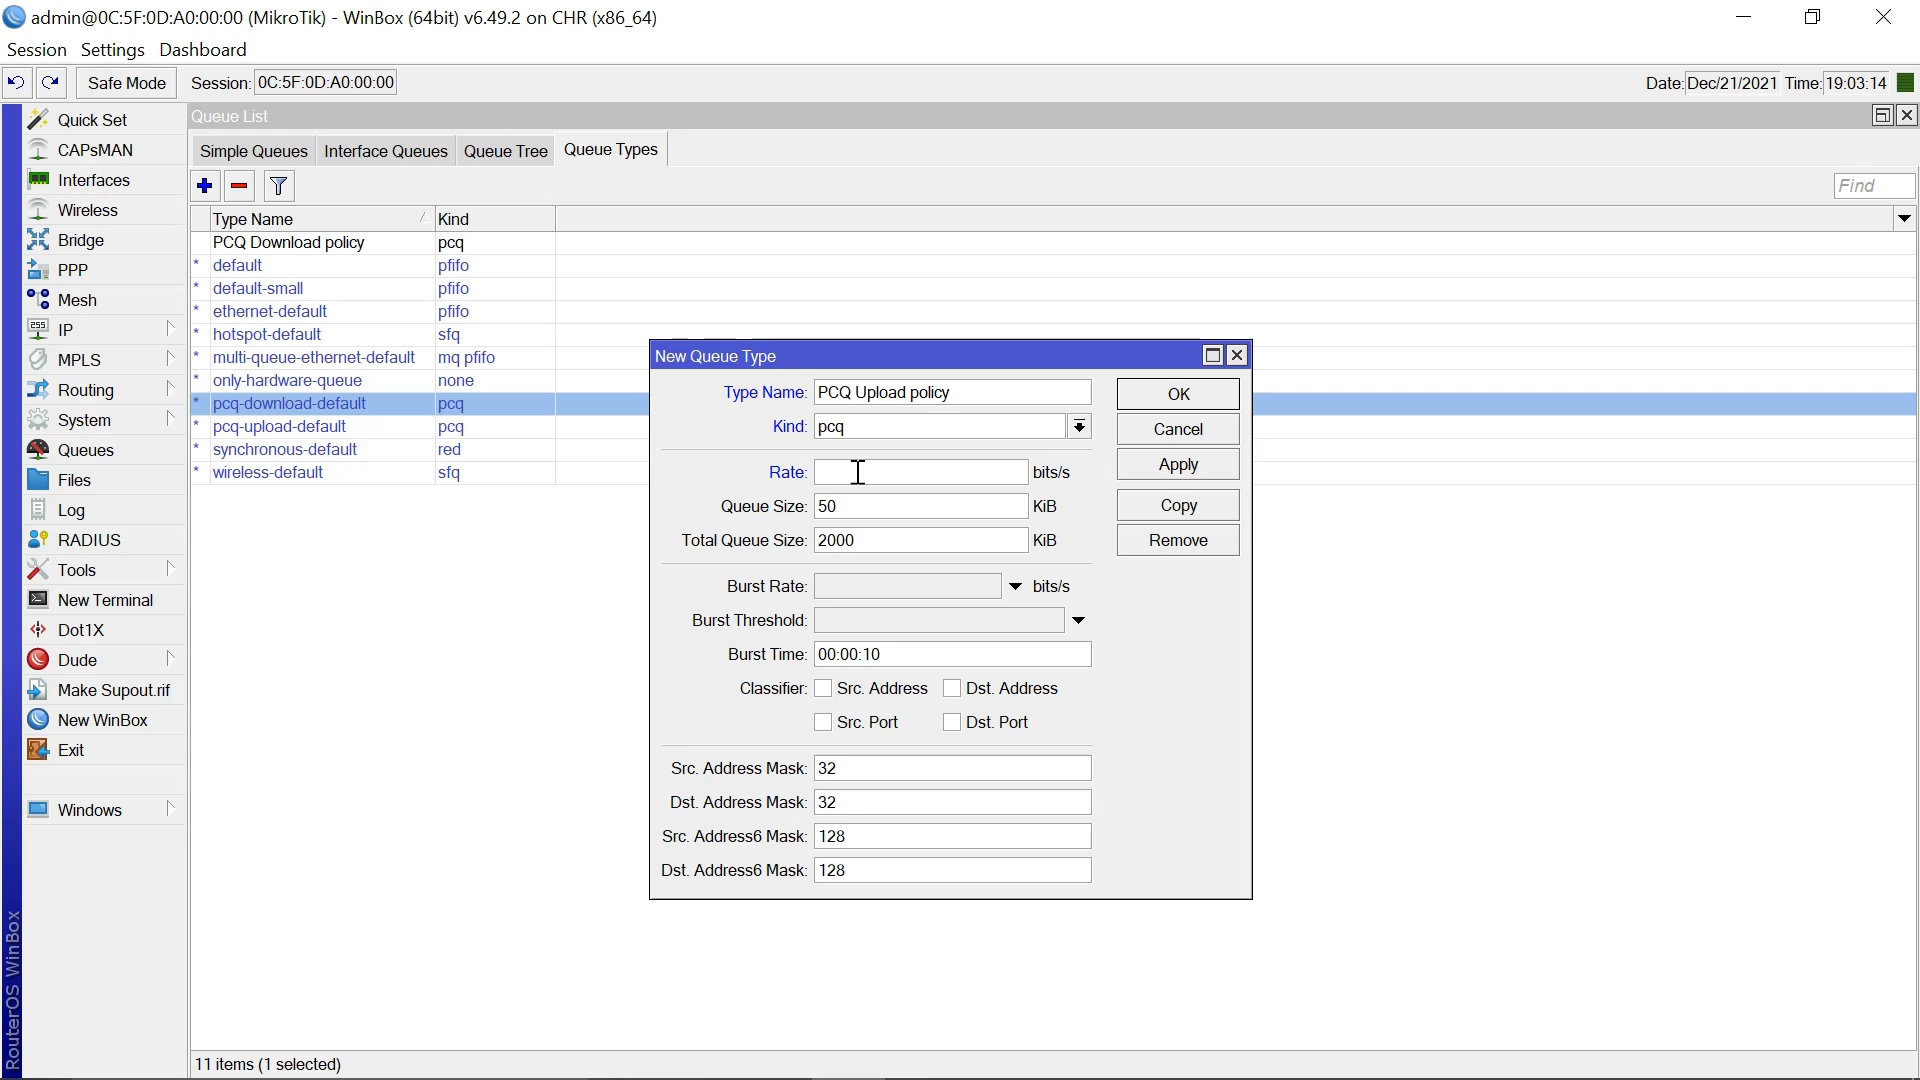 admin@0C:5F:0D:A0:00:00 (MikroTik) - WinBox (64bit) v6.49.2 on CHR (x86_64)
Session Settings Dashboard
Safe Mode Session: 0C:5F:0D:A0:00:00 Date: Dec/21/2021 Time: 19:03:14
Quick Set
CAPsMAN
Interfaces
Wireless
Bridge
PPP
Mesh
255 IP
MPLS
Routing
System
Queues
Files
Log
RADIUS
Tools
New Terminal
Dot1X
Dude
Make Supout.rif
New WinBox
Exit
Windows
RouterOS WinBox
Queue List
Simple Queues Interface Queues Queue Tree Queue Types
Find
Type Name Kind
PCQ Download policy pcq
* default pfifo
* default-small pfifo
* ethernet-default pfifo
* hotspot-default sfq
* multi-queue-ethernet-default mq pfifo
* only-hardware-queue none
* pcq-download-default pcq
* pcq-upload-default pcq
* synchronous-default red
* wireless-default sfq
New Queue Type
Type Name: PCQ Upload policy
Kind: pcq
Rate: bits/s
Queue Size: 50 KiB
Total Queue Size: 2000 KiB
Burst Rate: bits/s
Burst Threshold:
Burst Time: 00:00:10
Classifier: Src. Address Dst. Address
Src. Port Dst. Port
Src. Address Mask: 32
Dst. Address Mask: 32
Src. Address6 Mask: 128
Dst. Address6 Mask: 128
OK
Cancel
Apply
Copy
Remove
11 items (1 selected)